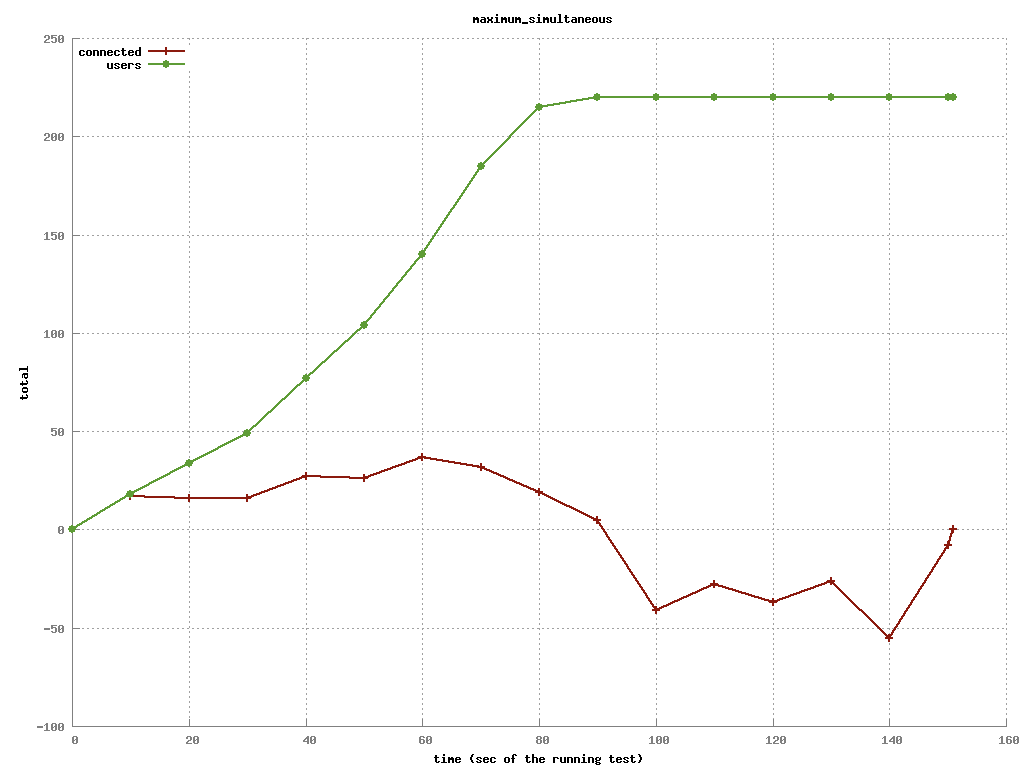 maximum_simultaneous
250
connected
users
200
150
100
total
50
0
-50
-100
0 20 40 60 80 100 120 140 160
time (sec of the running test)